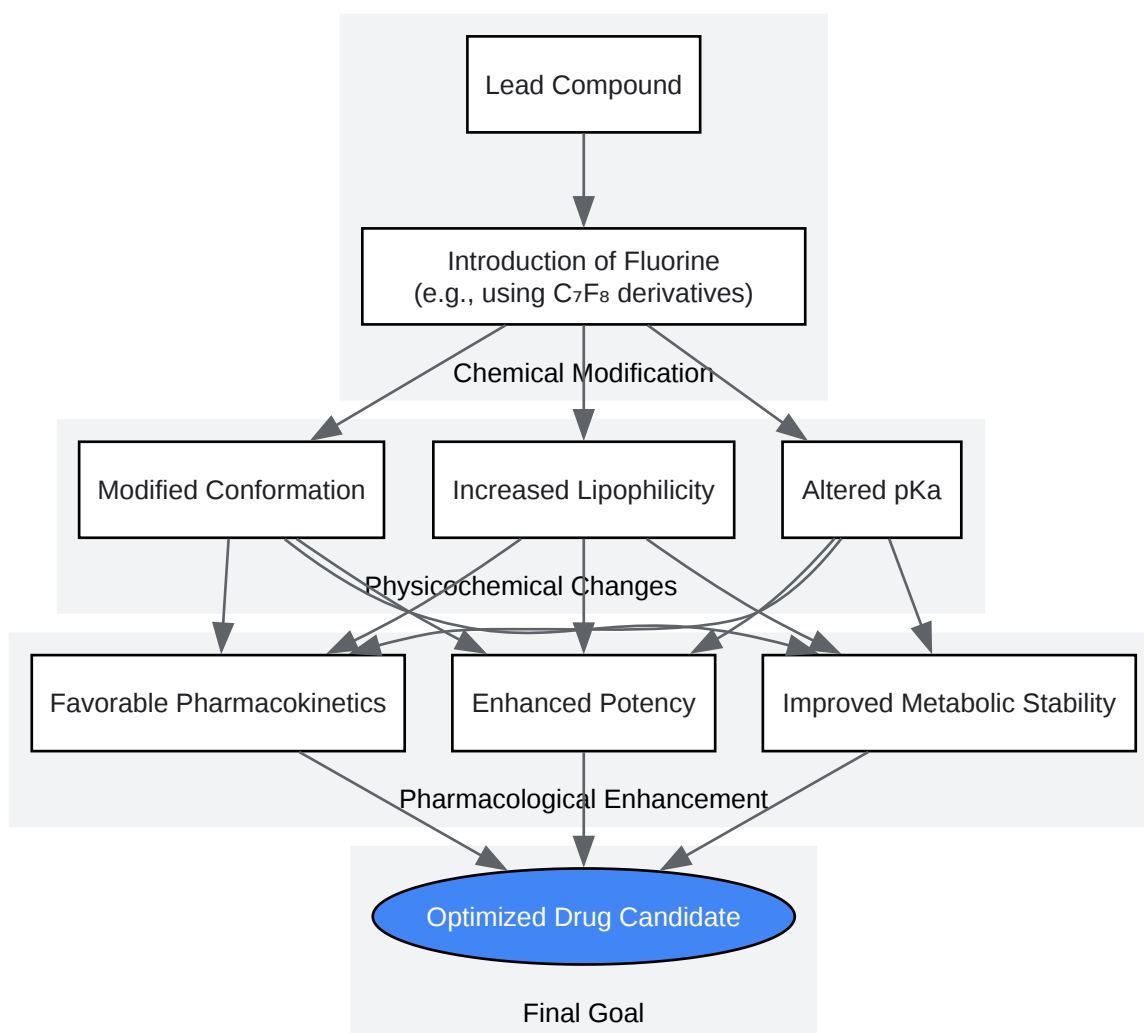 Lead Compound
Introduction of Fluorine
(e.g., using C₇F₈ derivatives)
Chemical Modification
Modified Conformation
Increased Lipophilicity
Altered pKa
Physicochemical Changes
Favorable Pharmacokinetics
Enhanced Potency
Improved Metabolic Stability
Pharmacological Enhancement
Optimized Drug Candidate
Final Goal